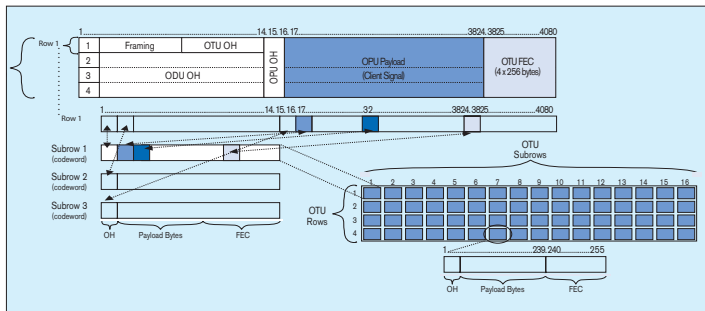 1 14, 15, 16, 17 3824, 3825 4080
Row 1
1 Framing OTU OH
2
3 ODU OH
4
OPU OH
OPU Payload
(Client Signal)
OTU FEC
(4 x 256 bytes)
1 14, 15, 16, 17 32 3824, 3825 4080
Row 1
Subrow 1
(codeword)
Subrow 2
(codeword)
Subrow 3
(codeword)
OH Payload Bytes FEC
OTU
Subrows
1 2 3 4 5 6 7 8 9 10 11 12 13 14 15 16
OTU
Rows
1
2
3
4
1 239 240 255
OH Payload Bytes FEC